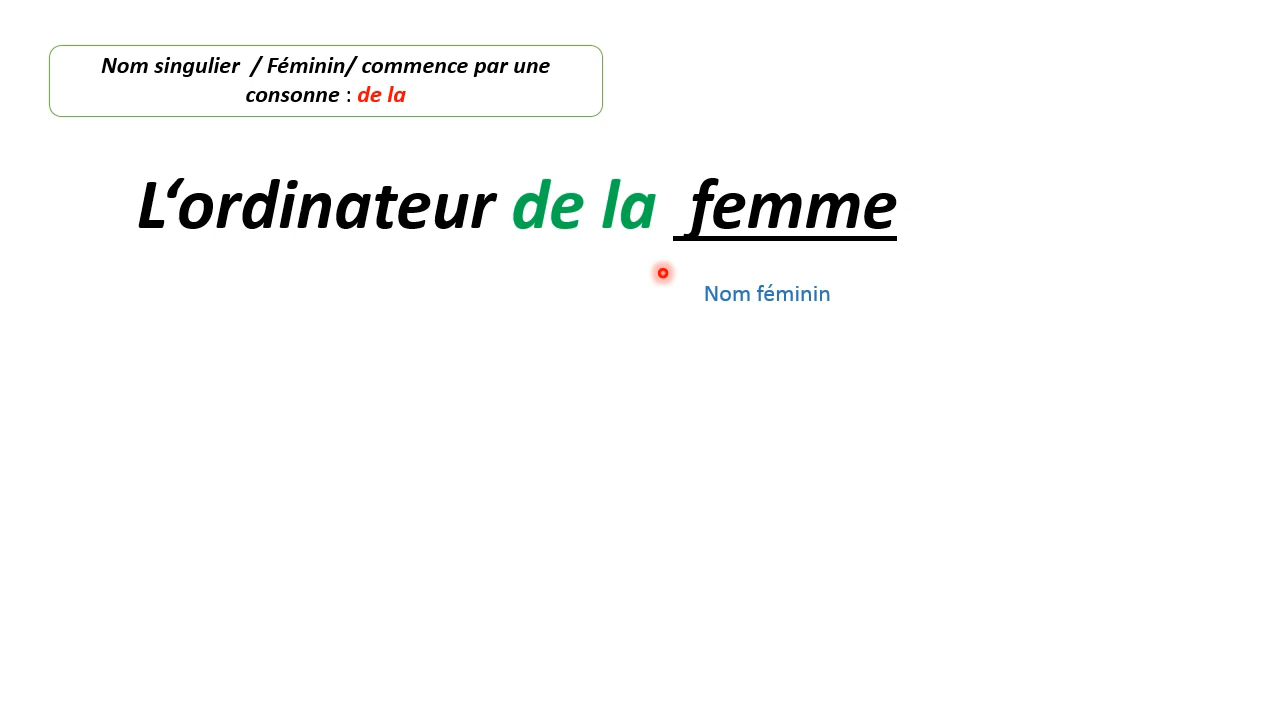 Nom singulier / Féminin/ commence par une
consonne : de la
L‘ordinateur de la femme
Nom féminin